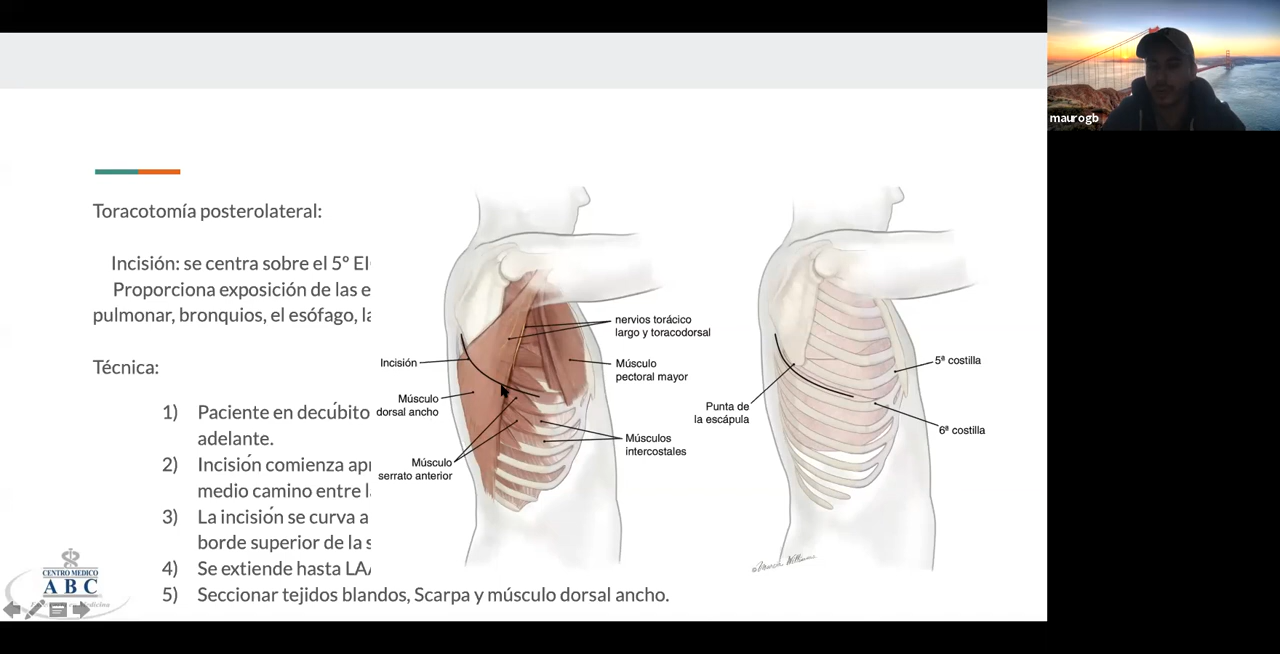 maurogb
Toracotomía posterolateral:
Incisión: se centra sobre el 5º EI
Proporciona exposición de las e
pulmonar, bronquios, el esófago, la
Técnica:
1) Paciente en decúbito
adelante.
2) Incisión comienza apr
medio camino entre l
3) La incisión se curva a
borde superior de la s
4) Se extiende hasta LAA
5) Seccionar tejidos blandos, Scarpa y músculo dorsal ancho.
Incisión
Músculo
dorsal ancho
Músculo
serrato anterior
nervios torácico
largo y toracodorsal
Músculo
pectoral mayor
Músculos
intercostales
Punta de
la escápula
5ª costilla
6ª costilla
CENTRO MEDICO
ABC